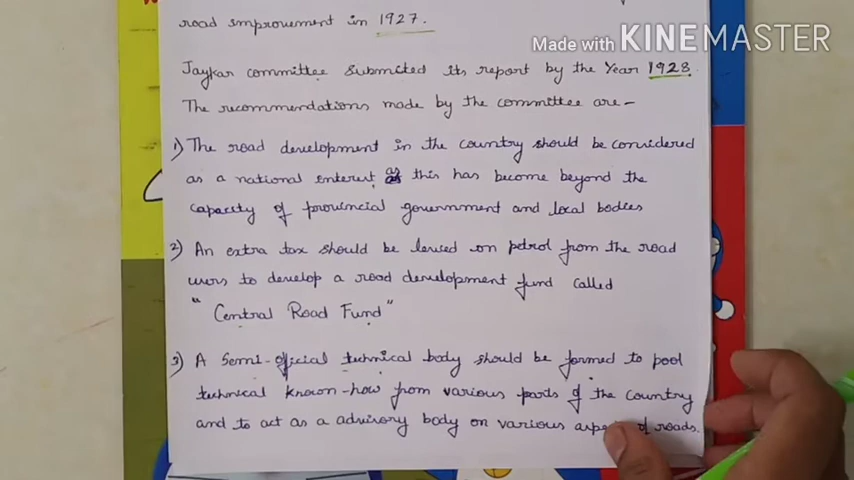 road improvement in 1927.
Made with KINEMASTER
Jaykar committee submited its report by the Year 1928.
The recommendations made by the committee are -
1) The road development in the country should be considered
as a national enterest as this has become beyond the
capacity of provincial government and local bodies
2) An extra tax should be levied on petrol from the road
users to develop a road development fund called
"Central Road Fund"
3) A Semi-official technical body should be formed to pool
technical known-how from various parts of the country
and to act as a advisory body on various of roads.